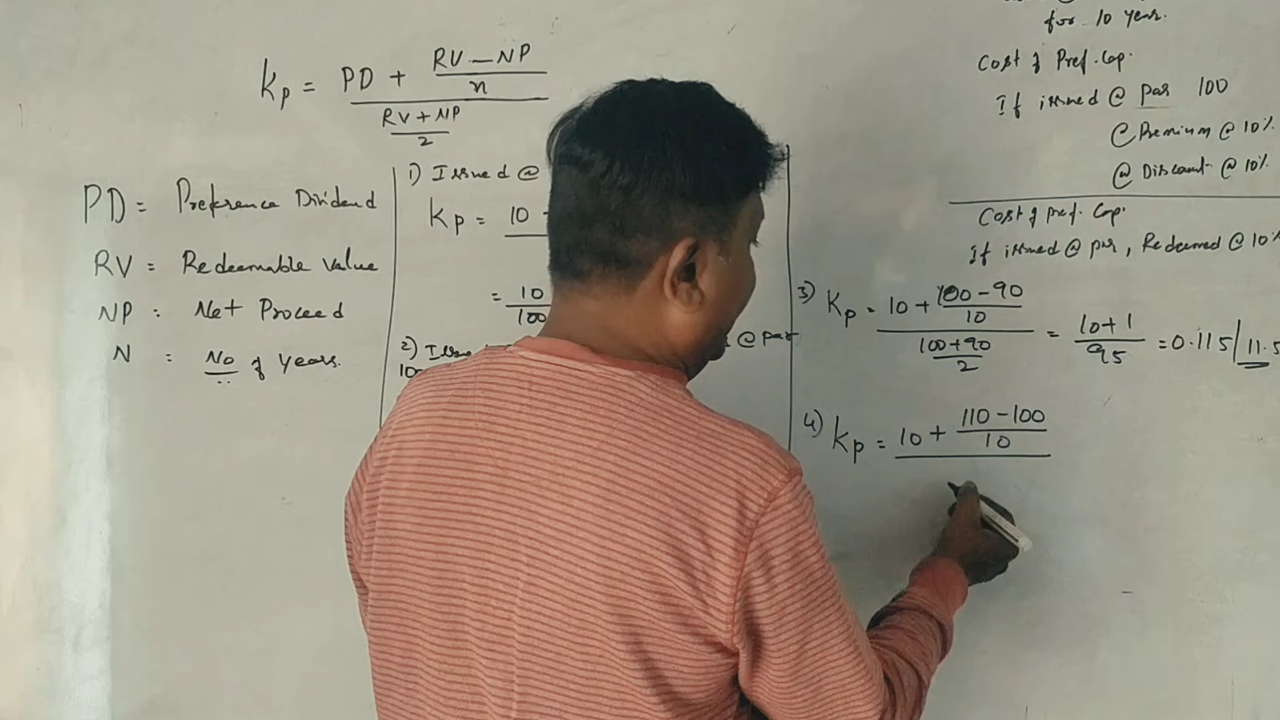 Kp = PD + RV - NP
n
RV + NP
2
PD = Preference Dividend
RV = Redeemable Value
NP : Net Proceed
N : No of Years.
1) Issued @
Kp = 10
= 10
100
2)
@ par
10
for 10 Year.
Cost of Pref. Cap.
If issued @ par 100
@ Premium @ 10%
@ Discount @ 10%
Cost of Pref. Cap.
If issued @ par, Redeemed @ 10%
3) Kp = 10 + 100 - 90
10
100 + 90
2
= 10 + 1
95
= 0.115 / 11.5
4) Kp = 10 + 110 - 100
10